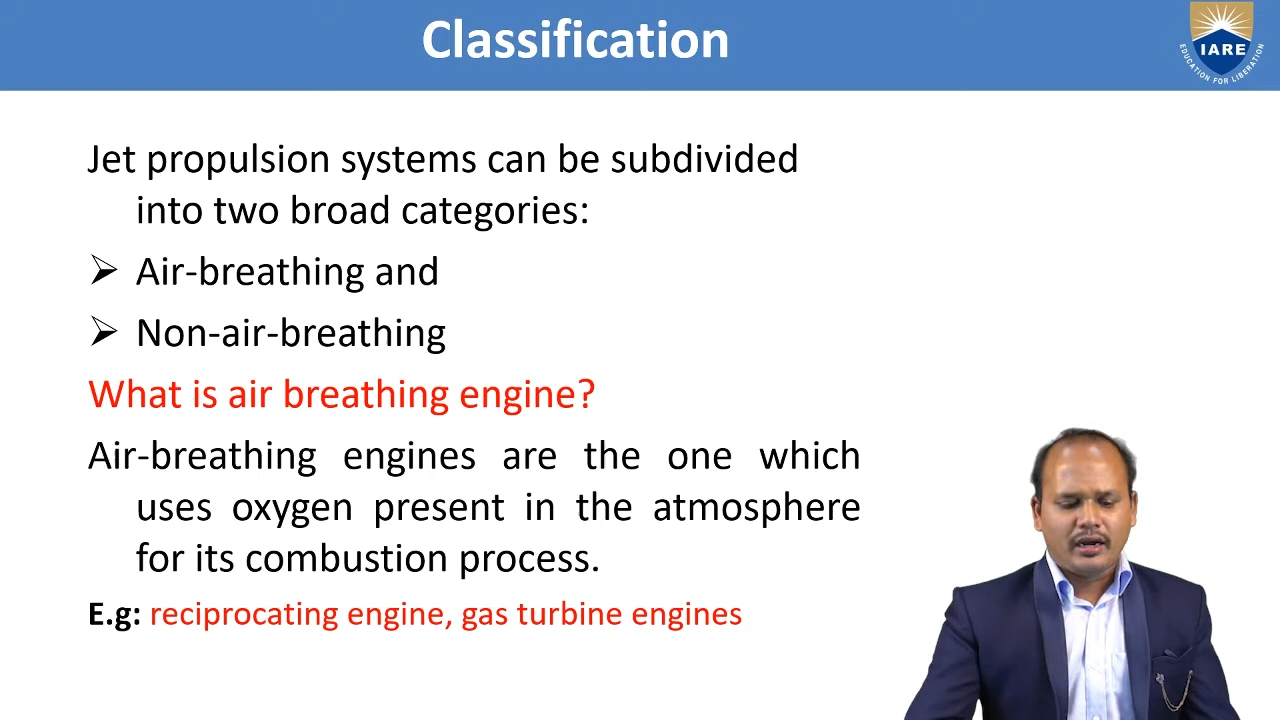 Classification
IARE
EDUCATION FOR LIBERATION
Jet propulsion systems can be subdivided
into two broad categories:
➢ Air-breathing and
➢ Non-air-breathing
What is air breathing engine?
Air-breathing engines are the one which
uses oxygen present in the atmosphere
for its combustion process.
E.g: reciprocating engine, gas turbine engines